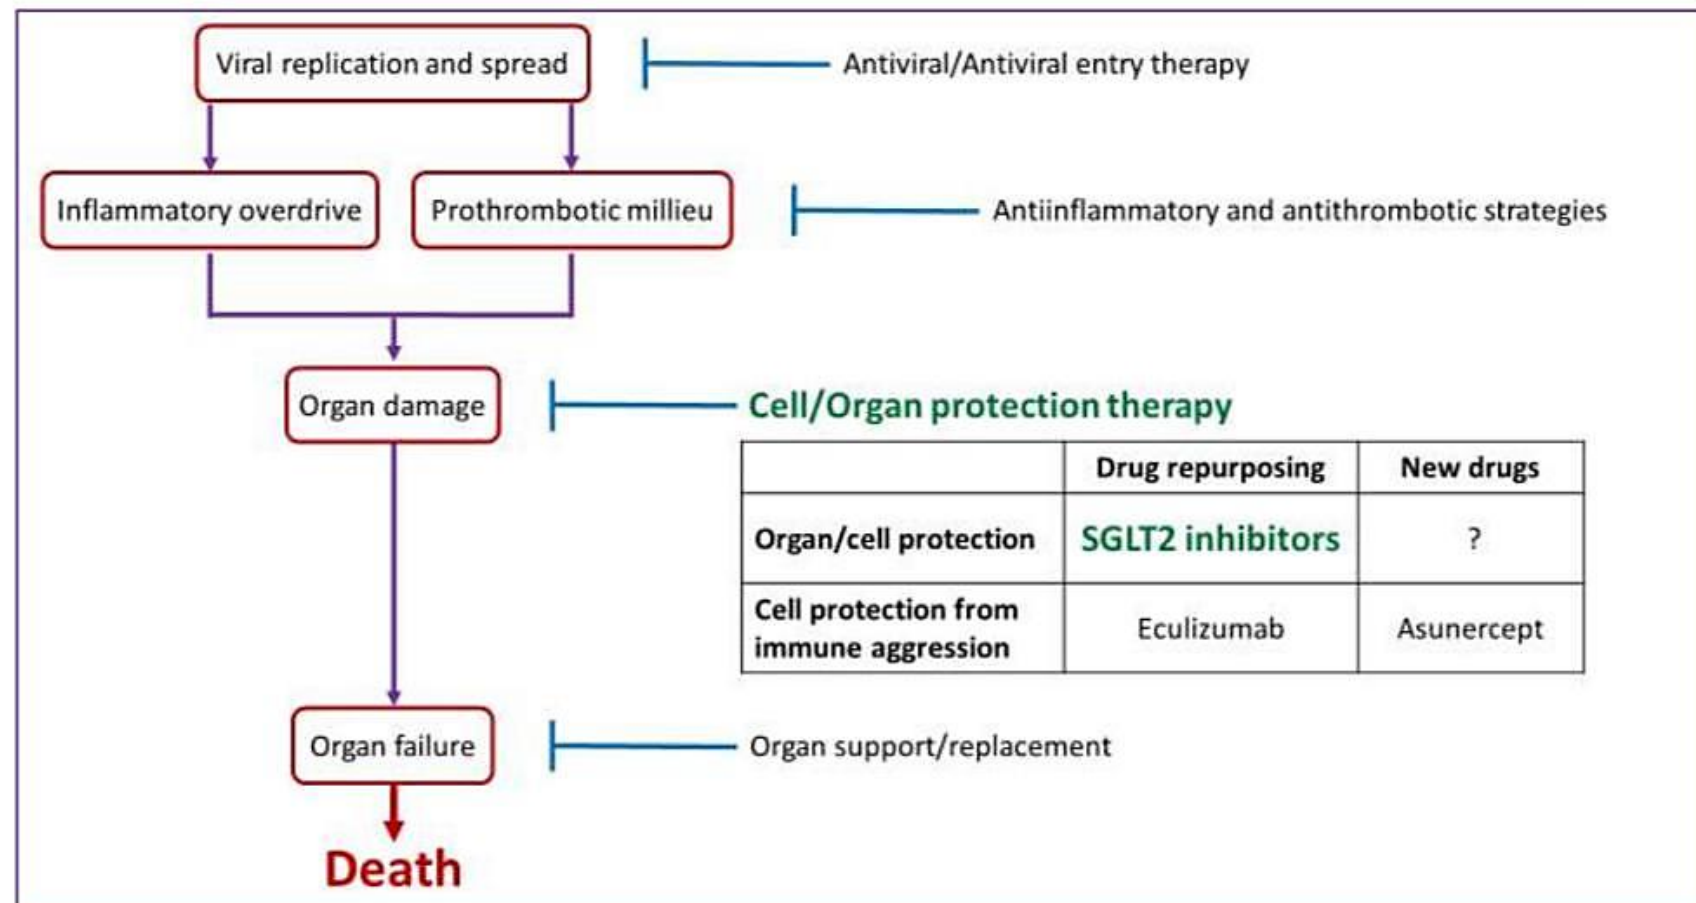 Viral replication and spread
Antiviral/Antiviral entry therapy
Inflammatory overdrive
Prothrombotic millieu
Antiinflammatory and antithrombotic strategies
Organ damage
Cell/Organ protection therapy
Drug repurposing
New drugs
Organ/cell protection
SGLT2 inhibitors
?
Cell protection from
immune aggression
Eculizumab
Asunercept
Organ failure
Organ support/replacement
Death